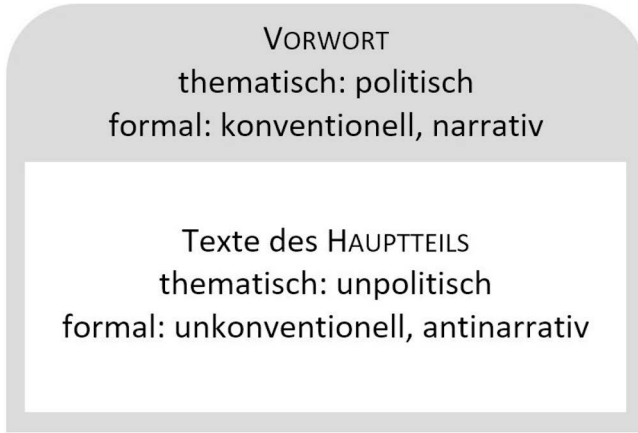 VORWORT
thematisch: politisch
formal: konventionell, narrativ
Texte des HAUPTTEILS
thematisch: unpolitisch
formal: unkonventionell, antinarrativ